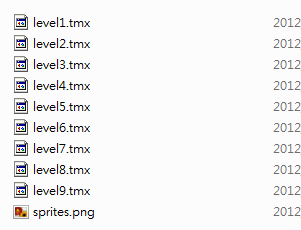 level1.tmx 2012
level2.tmx 2012
level3.tmx 2012
level4.tmx 2012
level5.tmx 2012
level6.tmx 2012
level7.tmx 2012
level8.tmx 2012
level9.tmx 2012
sprites.png 2012